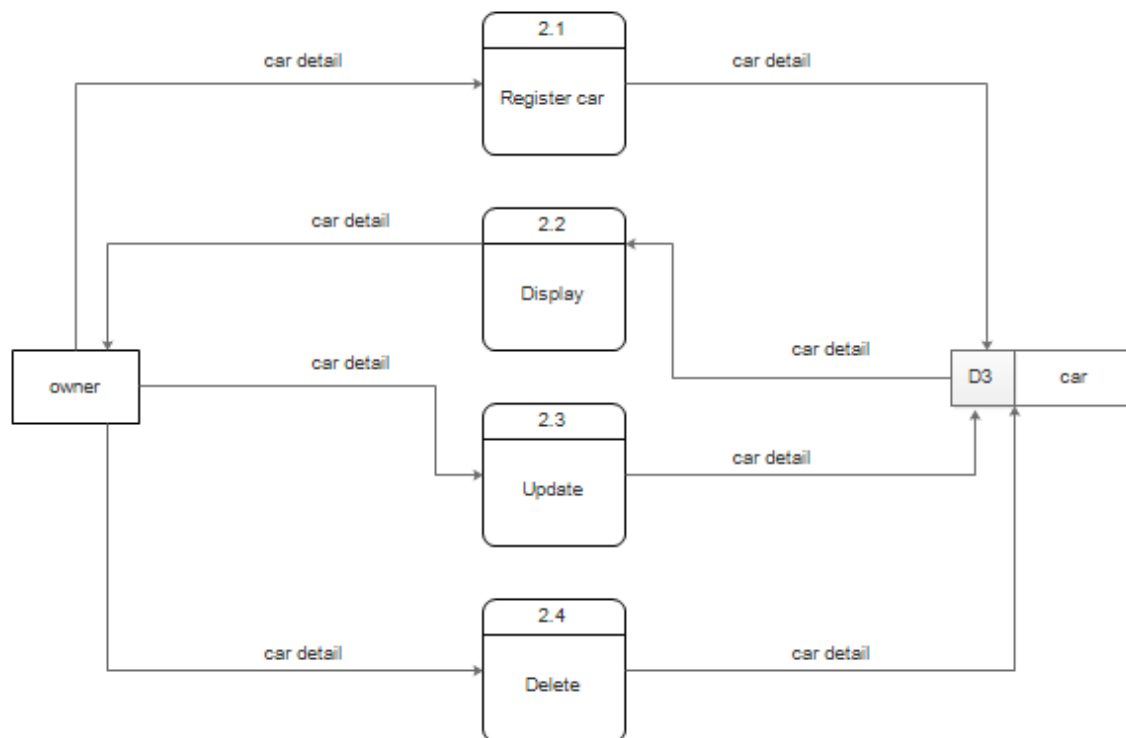 2.1
car detail
car detail
Register car
2.2
car detail
Display
car detail
car detail
owner
D3
car
2.3
car detail
Update
2.4
car detail
car detail
Delete